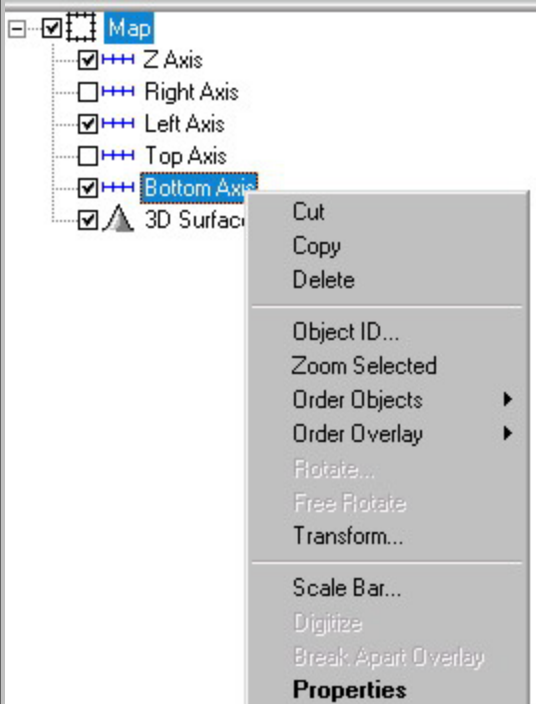 Map
Z Axis
Right Axis
Left Axis
Top Axis
Bottom Axis
3D Surfac
Cut
Copy
Delete
Object ID...
Zoom Selected
Order Objects
Order Overlay
Rotate...
Free Rotate
Transform...
Scale Bar...
Digitize
Break Apart Overlay
Properties